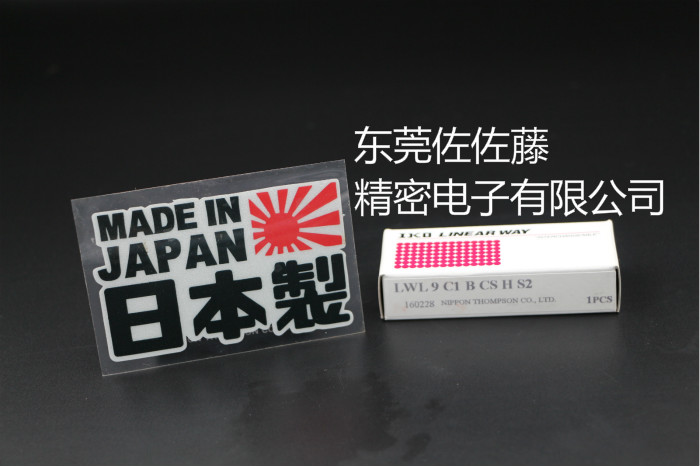 东莞佐佐藤
精密电子有限公司
MADE IN
JAPAN
日本製
IKO LINEAR WAY
LWL 9 C1 B CS H S2
160228 NIPPON THOMPSON CO., LTD. 1PCS